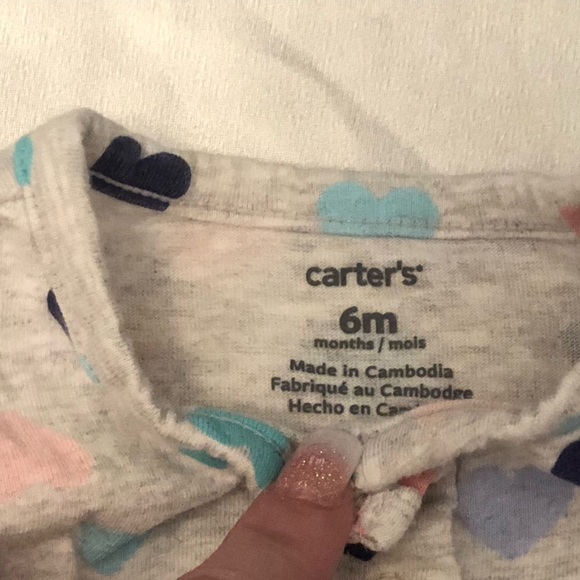 carter's
6m
months / mois
Made in Cambodia
Fabriqué au Cambodge
Hecho en